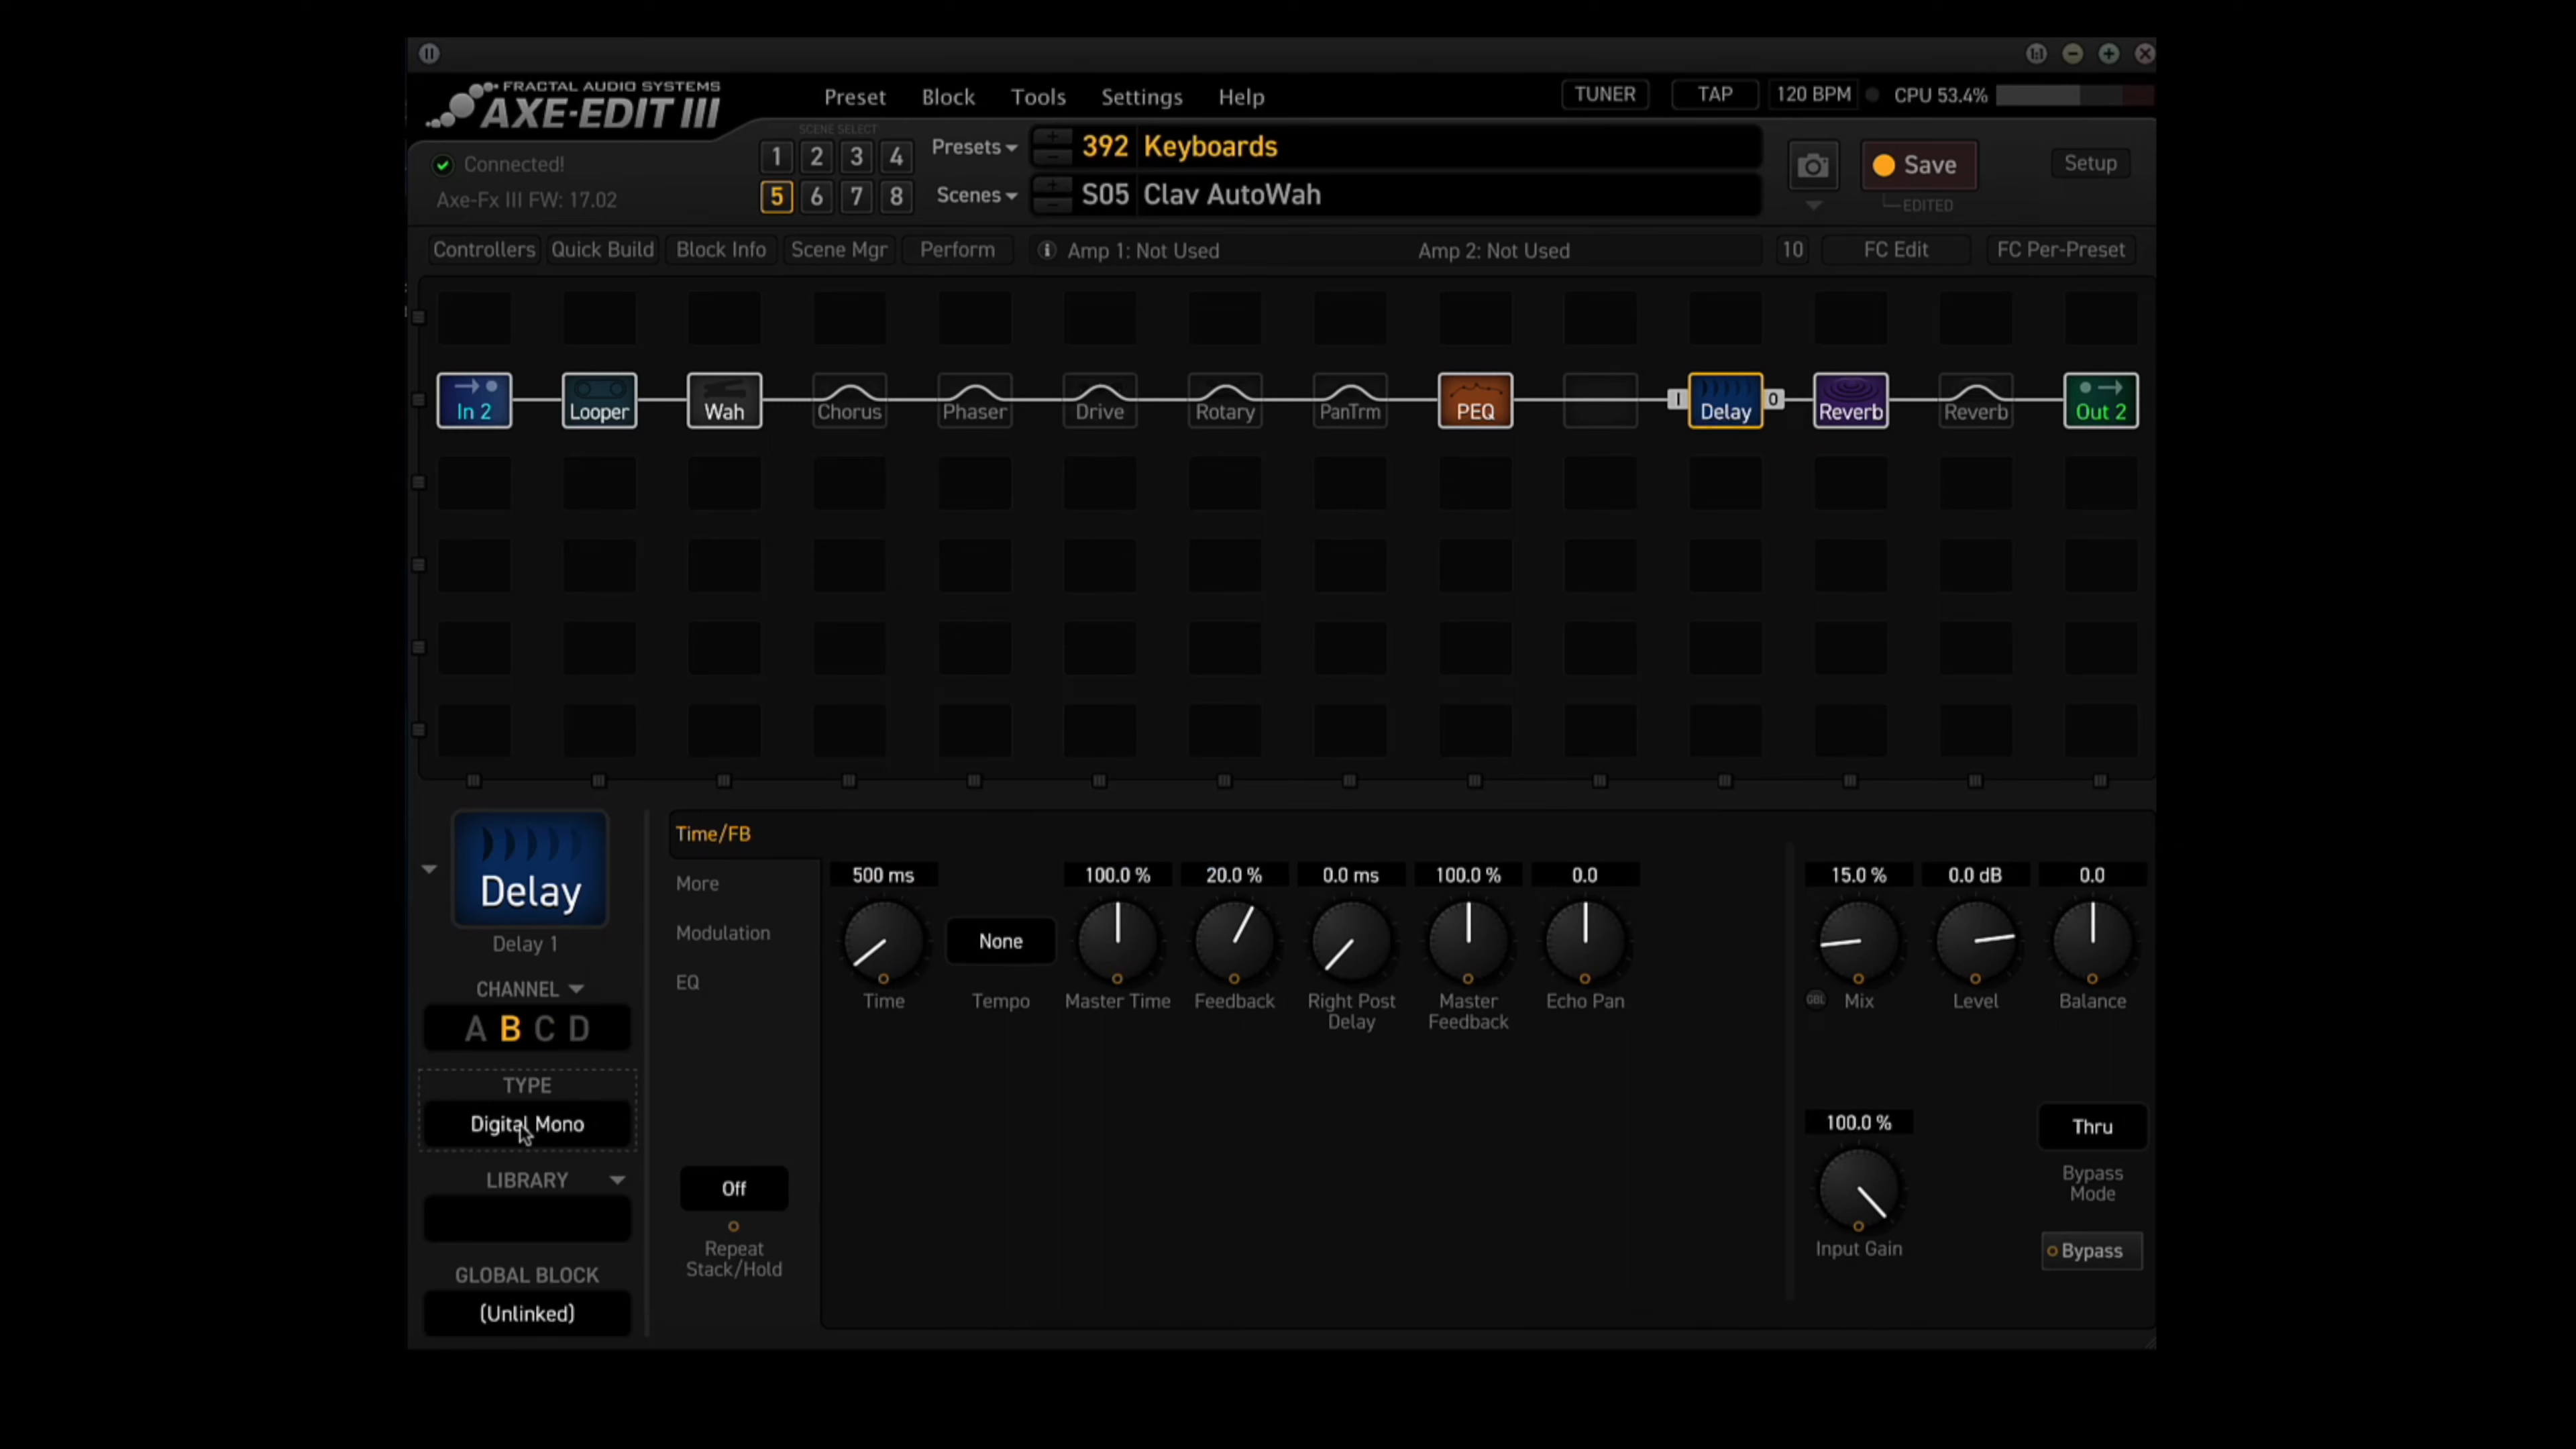 FRACTAL AUDIO SYSTEMS
AXE-EDIT III
Preset Block Tools Settings Help
TUNER TAP 120 BPM CPU 53.4%
SCENE SELECT
Connected!
Axe-Fx III FW: 17.02
1 2 3 4
5 6 7 8
Presets 392 Keyboards
Scenes S05 Clav AutoWah
Save
EDITED
Setup
Controllers Quick Build Block Info Scene Mgr Perform
Amp 1: Not Used Amp 2: Not Used
10 FC Edit FC Per-Preset
In 2 Looper Wah Chorus Phaser Drive Rotary PanTrm PEQ I Delay O Reverb Reverb Out 2
Delay
Delay 1
CHANNEL
A B C D
TYPE
Digital Mono
LIBRARY
GLOBAL BLOCK
(Unlinked)
Time/FB
More
Modulation
EQ
Off
Repeat
Stack/Hold
500 ms 100.0 % 20.0 % 0.0 ms 100.0 % 0.0
None
Time Tempo Master Time Feedback Right Post Delay Master Feedback Echo Pan
15.0 % 0.0 dB 0.0
GBL Mix Level Balance
100.0 %
Input Gain
Thru
Bypass
Mode
Bypass